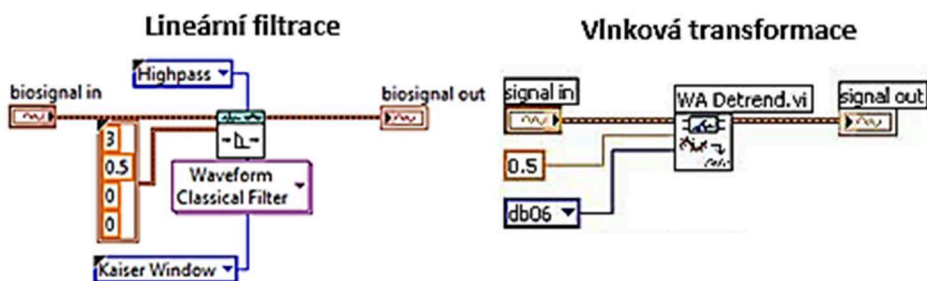 Lineární filtrace
Highpass
biosignal in
biosignal out
3
0.5
0
0
Waveform
Classical Filter
Kaiser Window
Vlnková transformace
signal in
WA Detrend.vi
signal out
0.5
db06